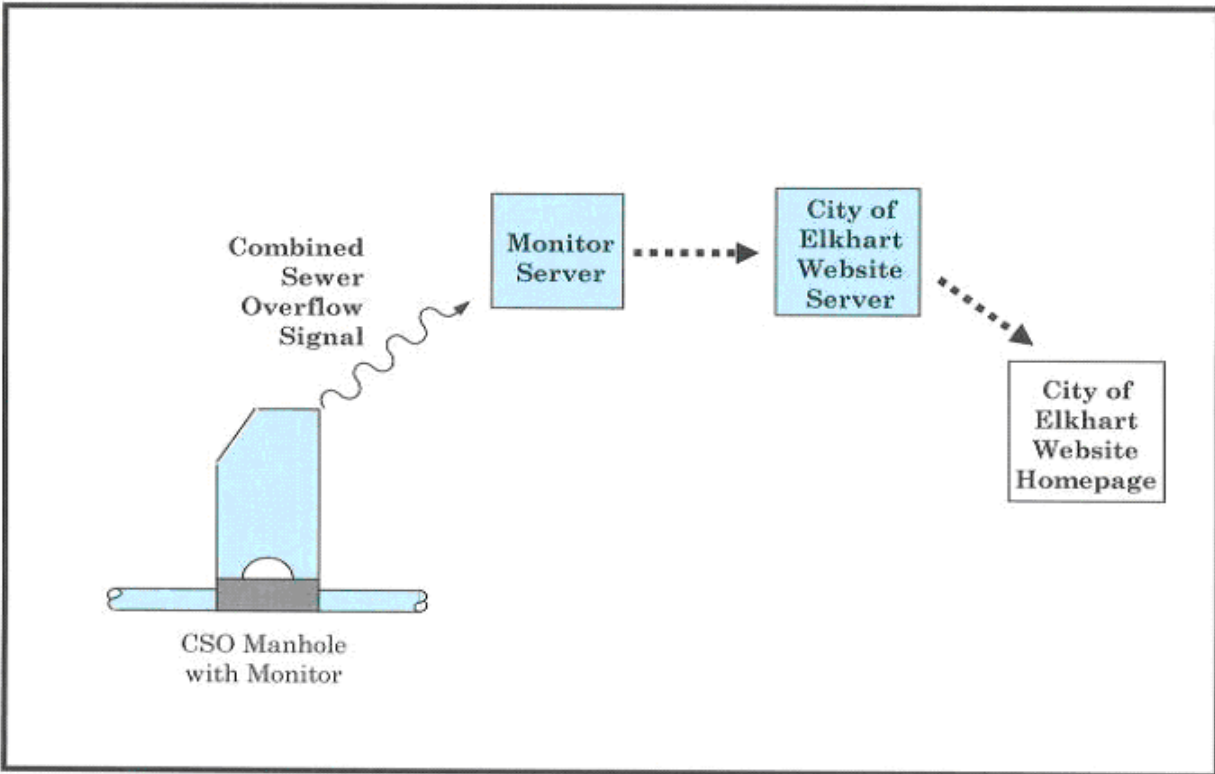 Combined
Sewer
Overflow
Signal
Monitor
Server
City of
Elkhart
Website
Server
City of
Elkhart
Website
Homepage
CSO Manhole
with Monitor